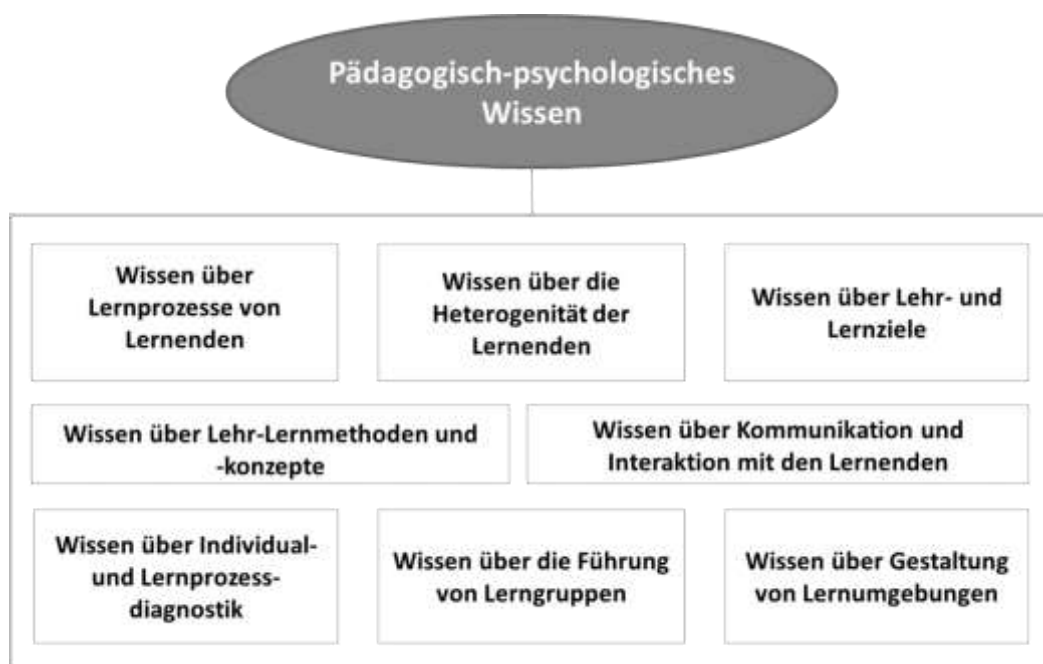 Pädagogisch-psychologisches
Wissen
Wissen über
Lernprozesse von
Lernenden
Wissen über die
Heterogenität der
Lernenden
Wissen über Lehr- und
Lernziele
Wissen über Lehr-Lernmethoden und
-konzepte
Wissen über Kommunikation und
Interaktion mit den Lernenden
Wissen über Individual-
und Lernprozess-
diagnostik
Wissen über die Führung
von Lerngruppen
Wissen über Gestaltung
von Lernumgebungen